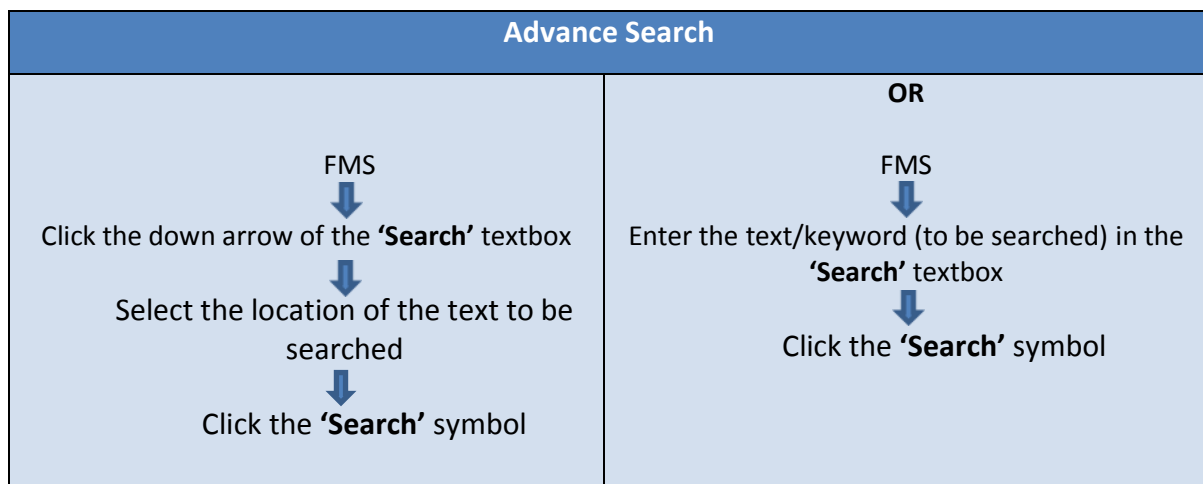 Advance Search
FMS
Click the down arrow of the ‘Search’ textbox
Select the location of the text to be
searched
Click the ‘Search’ symbol
OR
FMS
Enter the text/keyword (to be searched) in the
‘Search’ textbox
Click the ‘Search’ symbol